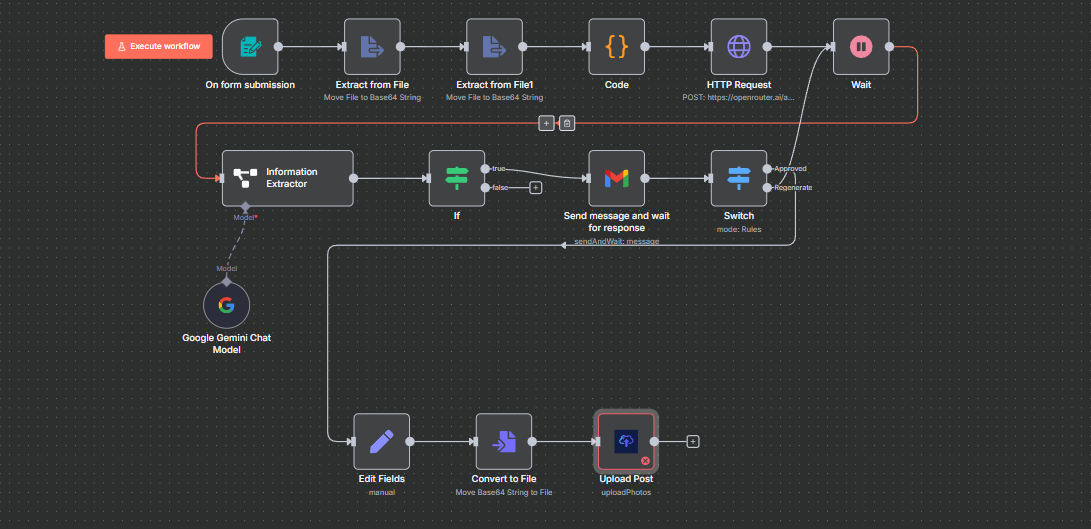 Execute workflow
On form submission
Extract from File
Move File to Base64 String
Extract from File1
Move File to Base64 String
Code
HTTP Request
POST: https://openrouter.ai/a...
Wait
Information
Extractor
Model*
If
true
false
Send message and wait
for response
sendAndWait: message
Switch
mode: Rules
Approved
Regenerate
Model
Google Gemini Chat
Model
Edit Fields
manual
Convert to File
Move Base64 String to File
Upload Post
uploadPhotos